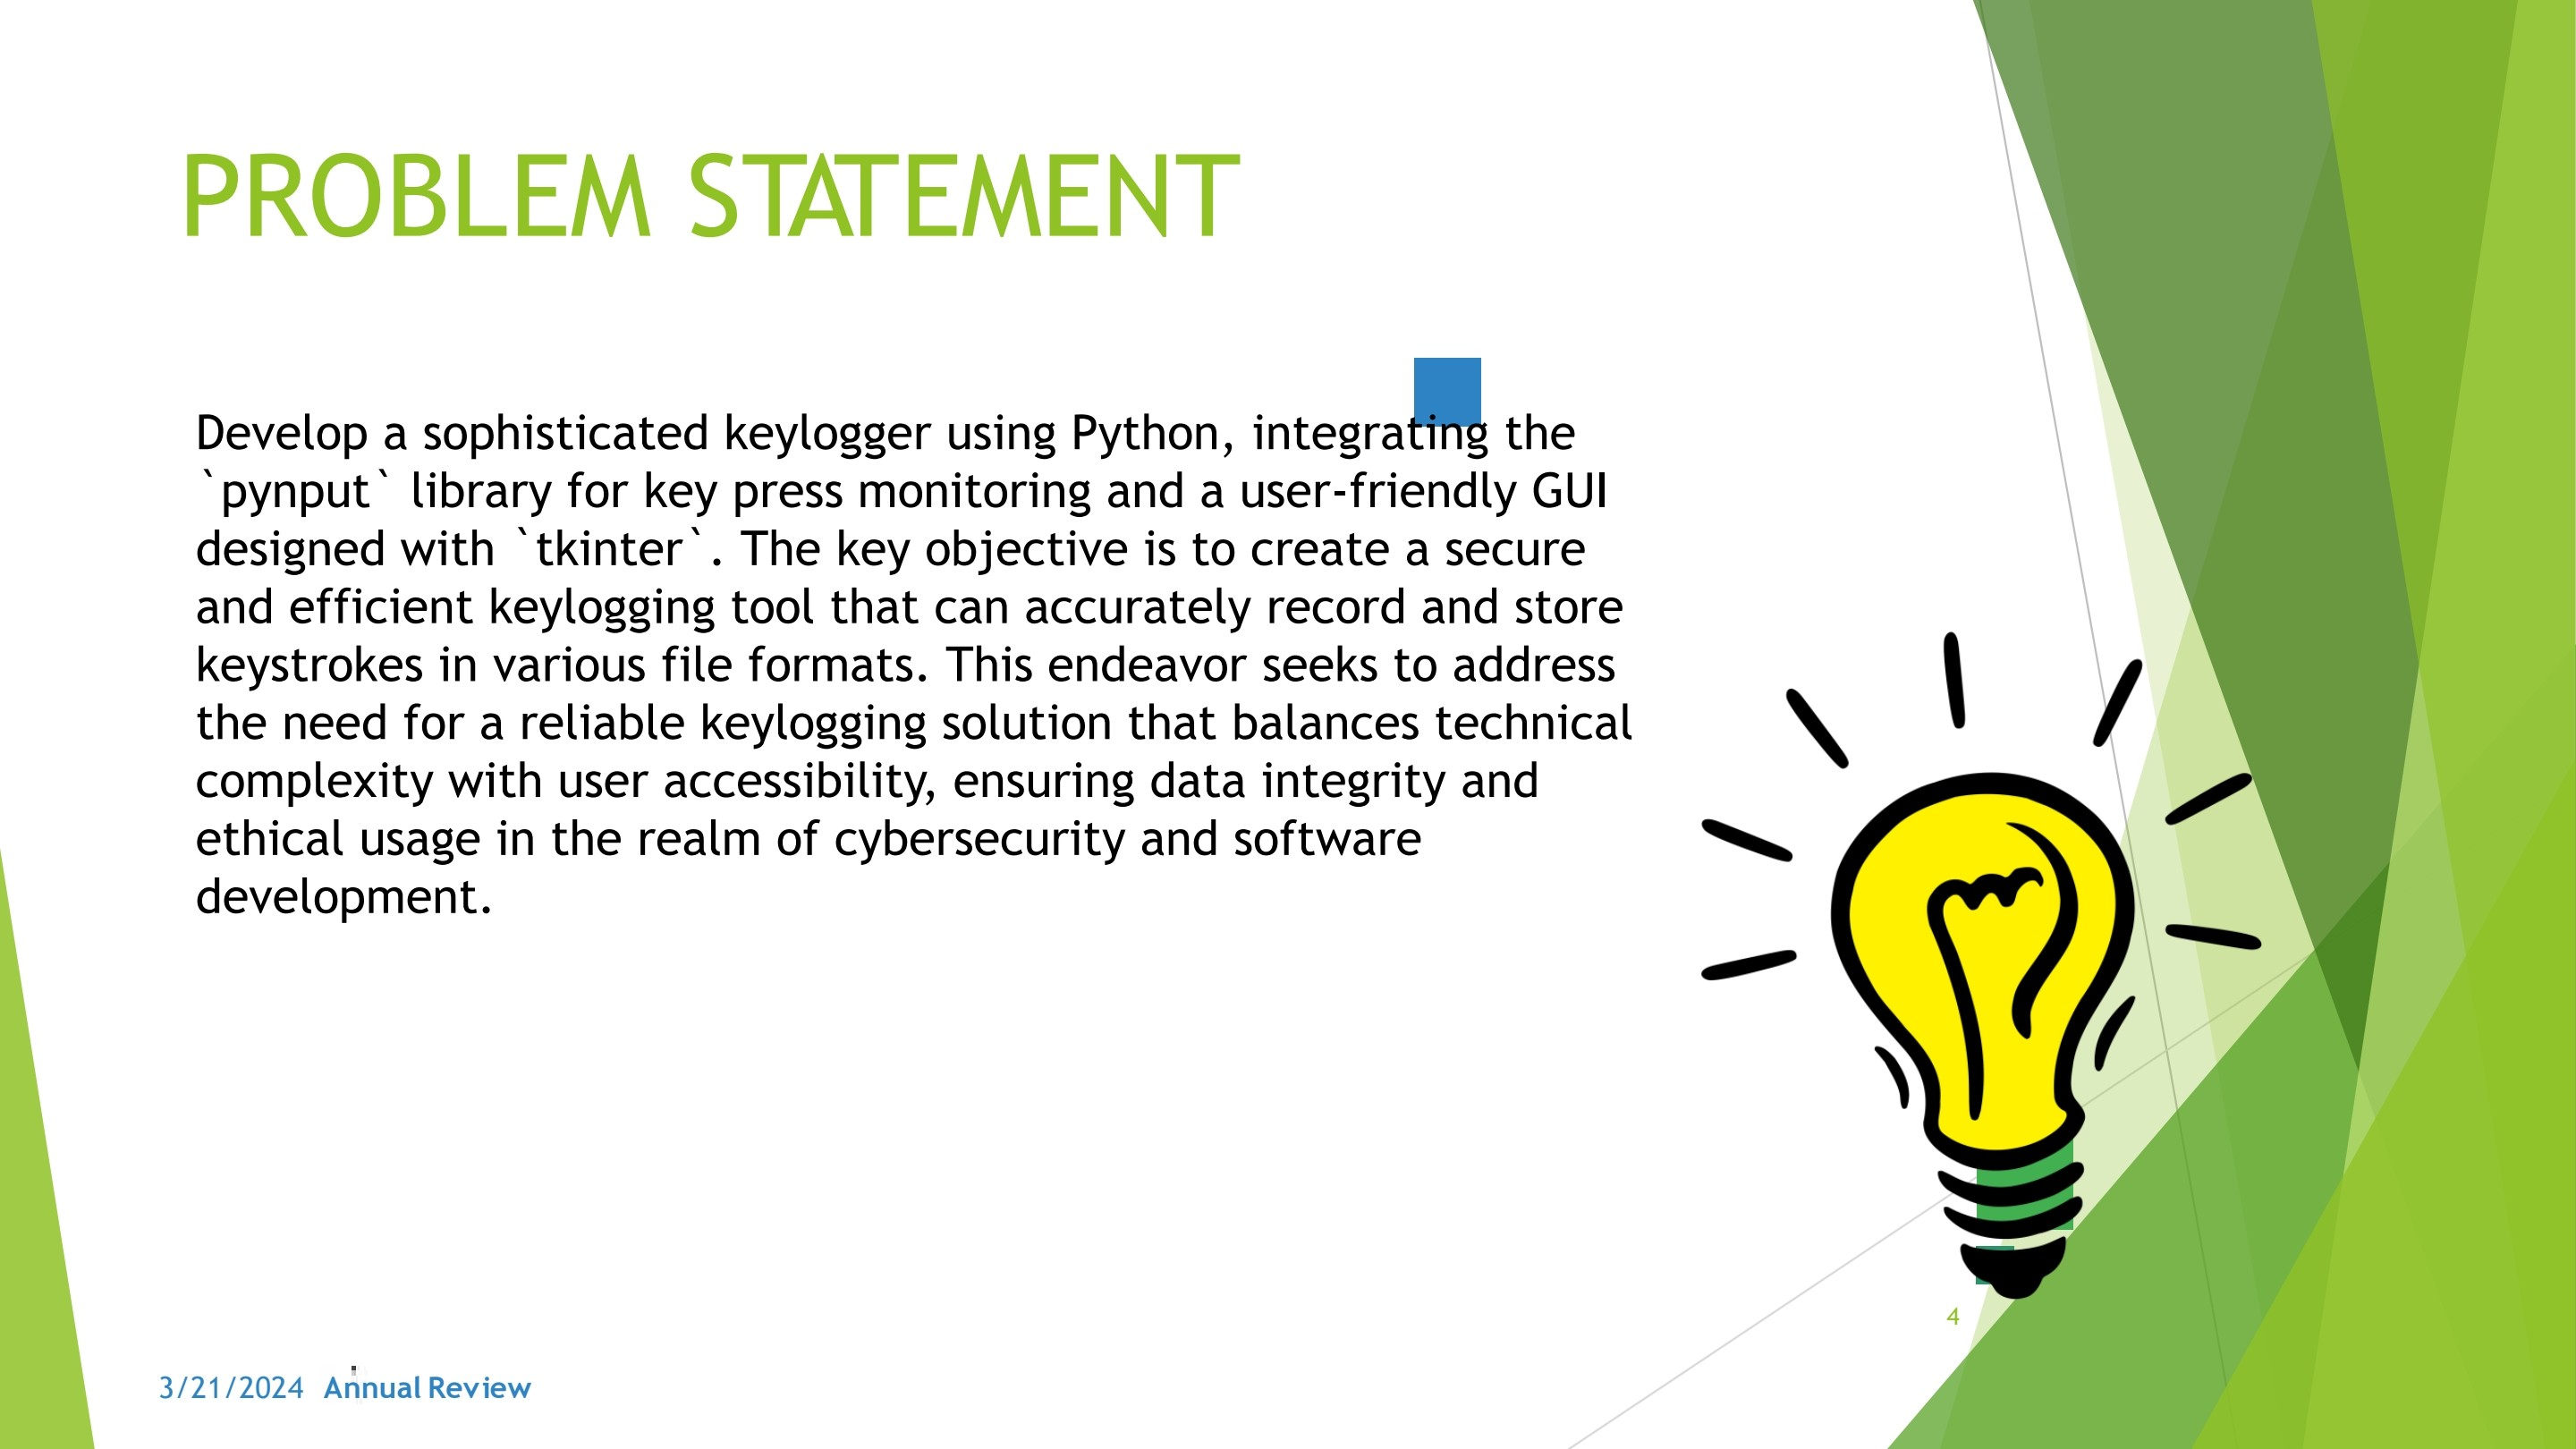 PROBLEM STATEMENT
Develop a sophisticated keylogger using Python, integrating the
`pynput` library for key press monitoring and a user-friendly GUI
designed with `tkinter`. The key objective is to create a secure
and efficient keylogging tool that can accurately record and store
keystrokes in various file formats. This endeavor seeks to address
the need for a reliable keylogging solution that balances technical
complexity with user accessibility, ensuring data integrity and
ethical usage in the realm of cybersecurity and software
development.
4
3/21/2024 Annual Review